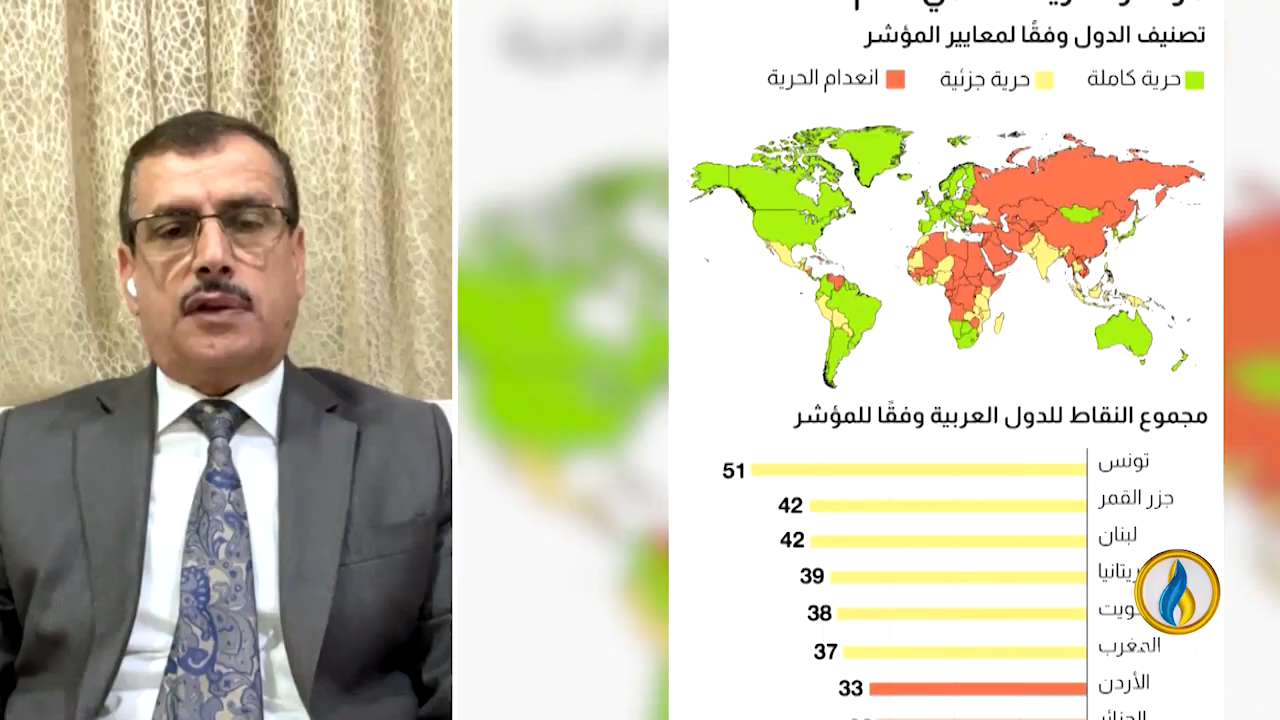 تصنيف الدول وفقًا لمعايير المؤشر
حرية كاملة حرية جزئية انعدام الحرية
مجموع النقاط للدول العربية وفقًا للمؤشر
تونس 51
جزر القمر 42
لبنان 42
39
38
المغرب 37
الأردن 33